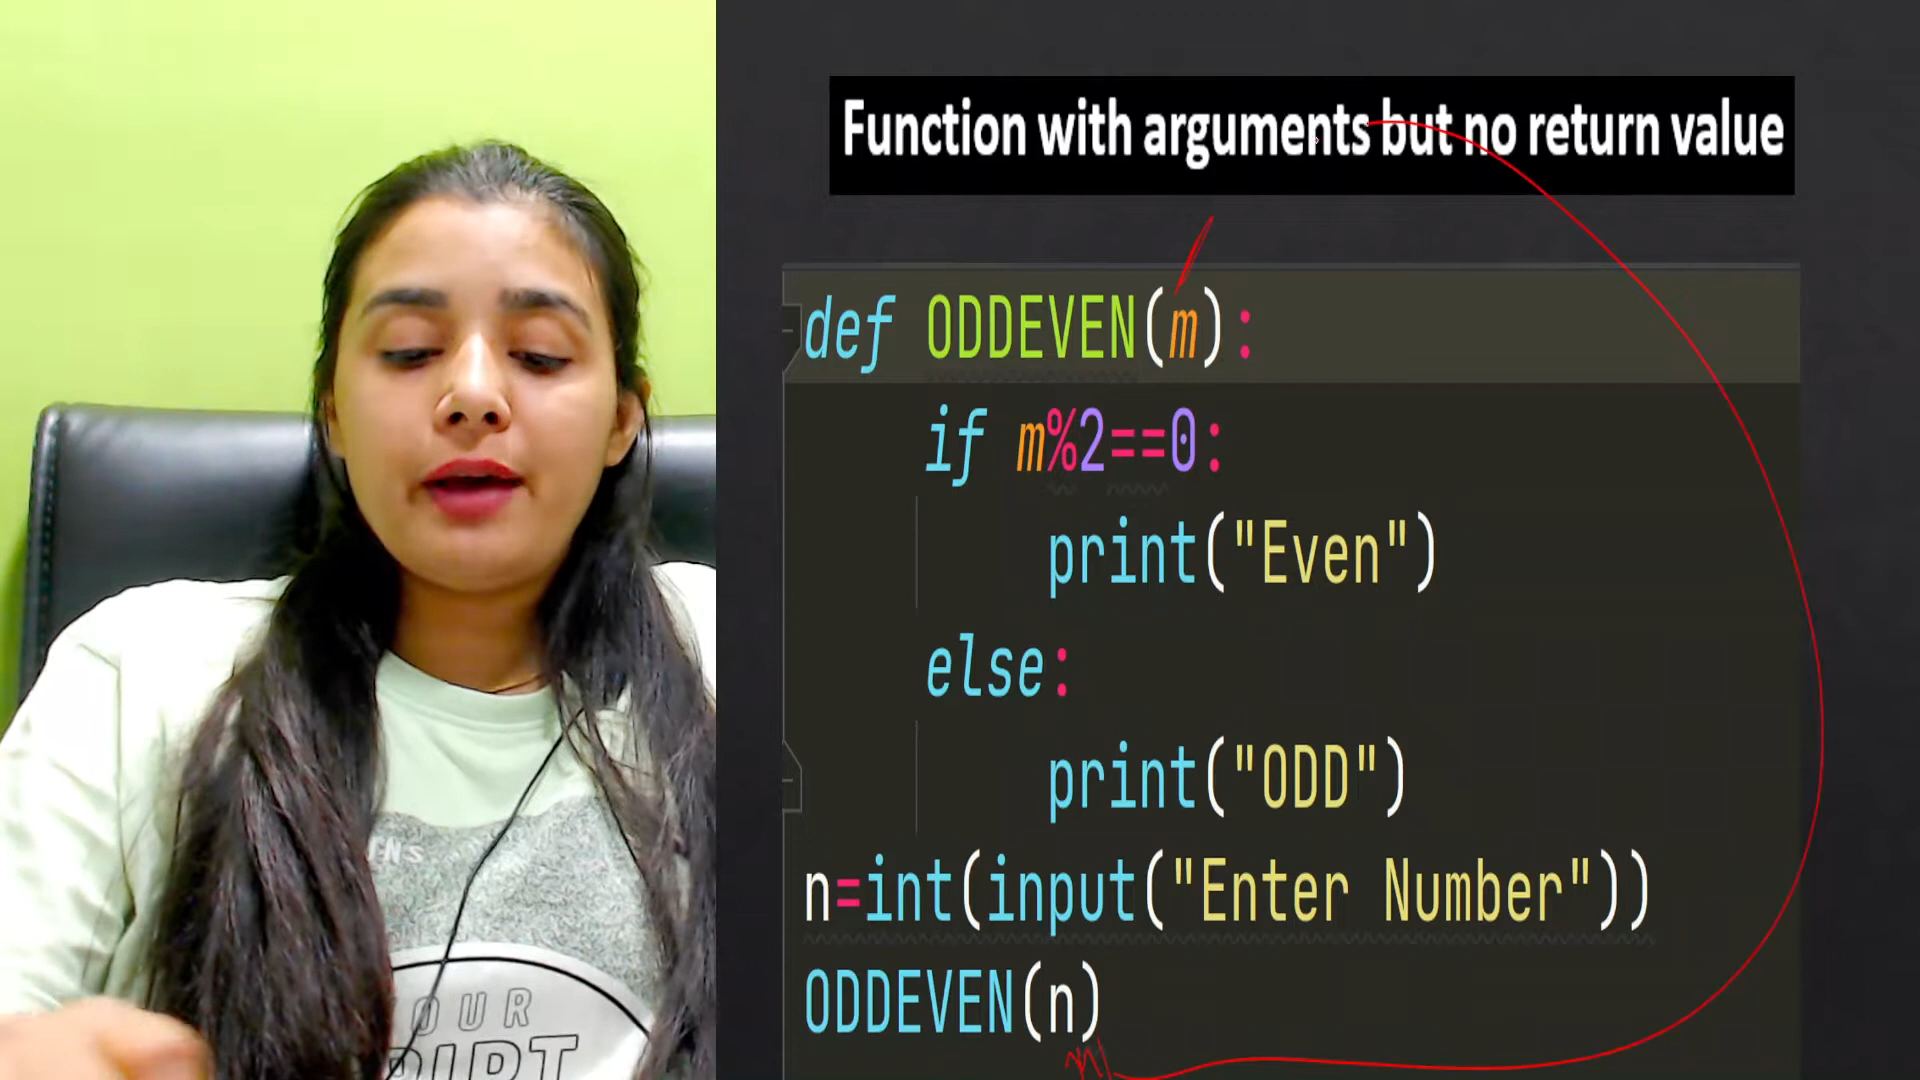 Function with arguments but no return value
def ODDEVEN(m):
if m%2==0:
print("Even")
else:
print("ODD")
n=int(input("Enter Number"))
ODDEVEN(n)
OUR